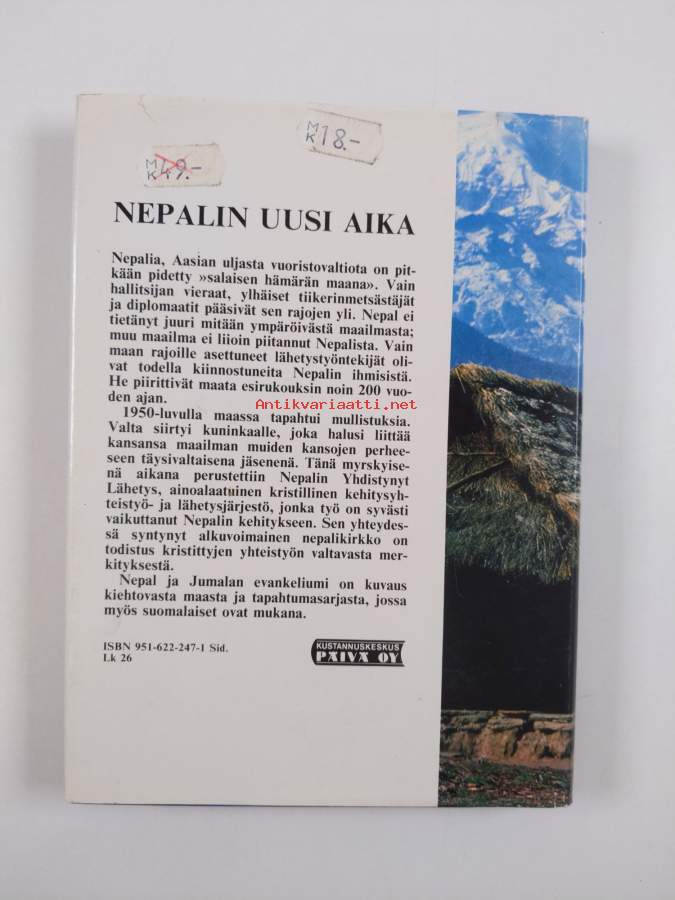 MK 18.-
MK 49.-
NEPALIN UUSI AIKA
Nepalia, Aasian uljasta vuoristovaltiota on pit-
kään pidetty »salaisen hämärän maana». Vain
hallitsijan vieraat, ylhäiset tiikerinmetsästäjät
ja diplomaatit pääsivät sen rajojen yli. Nepal ei
tietänyt juuri mitään ympäröivästä maailmasta;
muu maailma ei liioin piitannut Nepalista. Vain
maan rajoille asettuneet lähetystyöntekijät oli-
vat todella kiinnostuneita Nepalin ihmisistä.
He piirittivät maata esirukouksin noin 200 vuo-
den ajan.
Antikvariaatti.net
1950-luvulla maassa tapahtui mullistuksia.
Valta siirtyi kuninkaalle, joka halusi liittää
kansansa maailman muiden kansojen perhee-
seen täysivaltaisena jäsenenä. Tänä myrskyise-
nä aikana perustettiin Nepalin Yhdistynyt
Lähetys, ainoalaatuinen kristillinen kehitysyh-
teistyö- ja lähetysjärjestö, jonka työ on syvästi
vaikuttanut Nepalin kehitykseen. Sen yhteydes-
sä syntynyt alkuvoimainen nepalikirkko on
todistus kristittyjen yhteistyön valtavasta mer-
kityksestä.
Nepal ja Jumalan evankeliumi on kuvaus
kiehtovasta maasta ja tapahtumasarjasta, jossa
myös suomalaiset ovat mukana.
ISBN 951-622-247-1 Sid.
Lk 26
KUSTANNUSKESKUS
PÄIVÄ OY